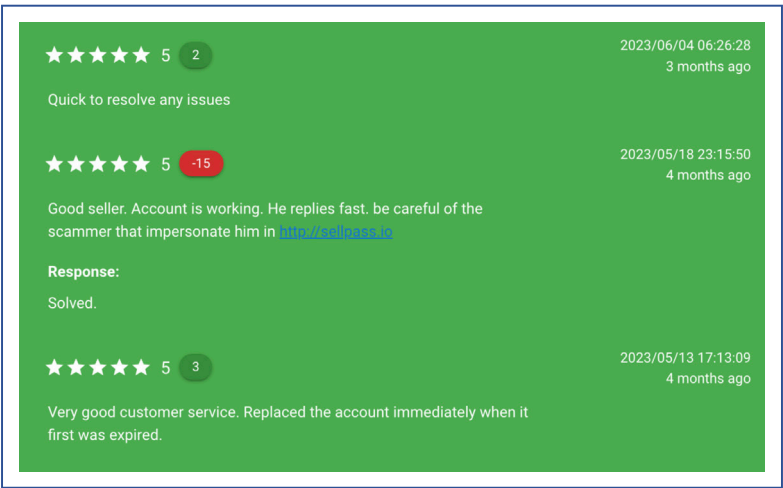 ★★★★★ 5 2
2023/06/04 06:26:28
3 months ago
Quick to resolve any issues
★★★★★ 5 -15
2023/05/18 23:15:50
4 months ago
Good seller. Account is working. He replies fast. be careful of the
scammer that impersonate him in http://sellpass.io
Response:
Solved.
★★★★★ 5 3
2023/05/13 17:13:09
4 months ago
Very good customer service. Replaced the account immediately when it
first was expired.